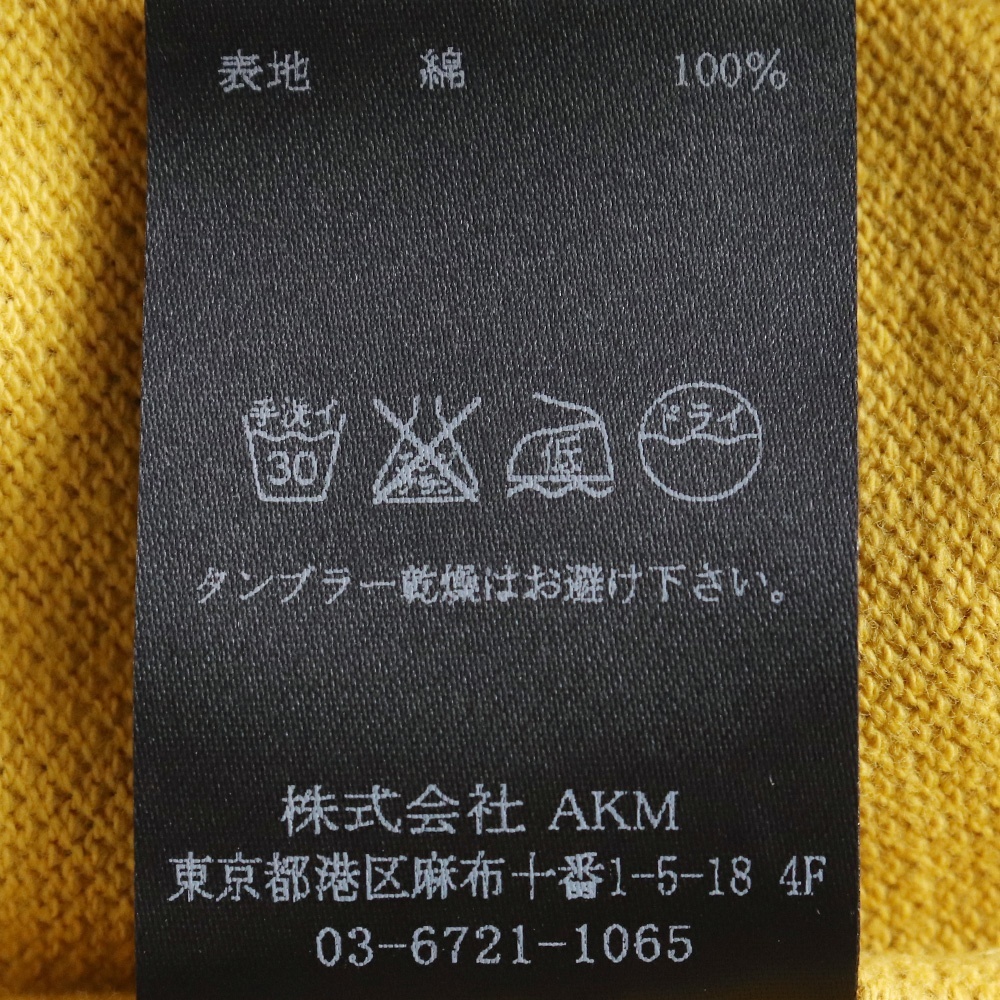 表地 綿 100%
手洗イ 30 低 ドライ
タンブラー乾燥はお避け下さい。
株式会社 AKM
東京都港区麻布十番1-5-18 4F
03-6721-1065